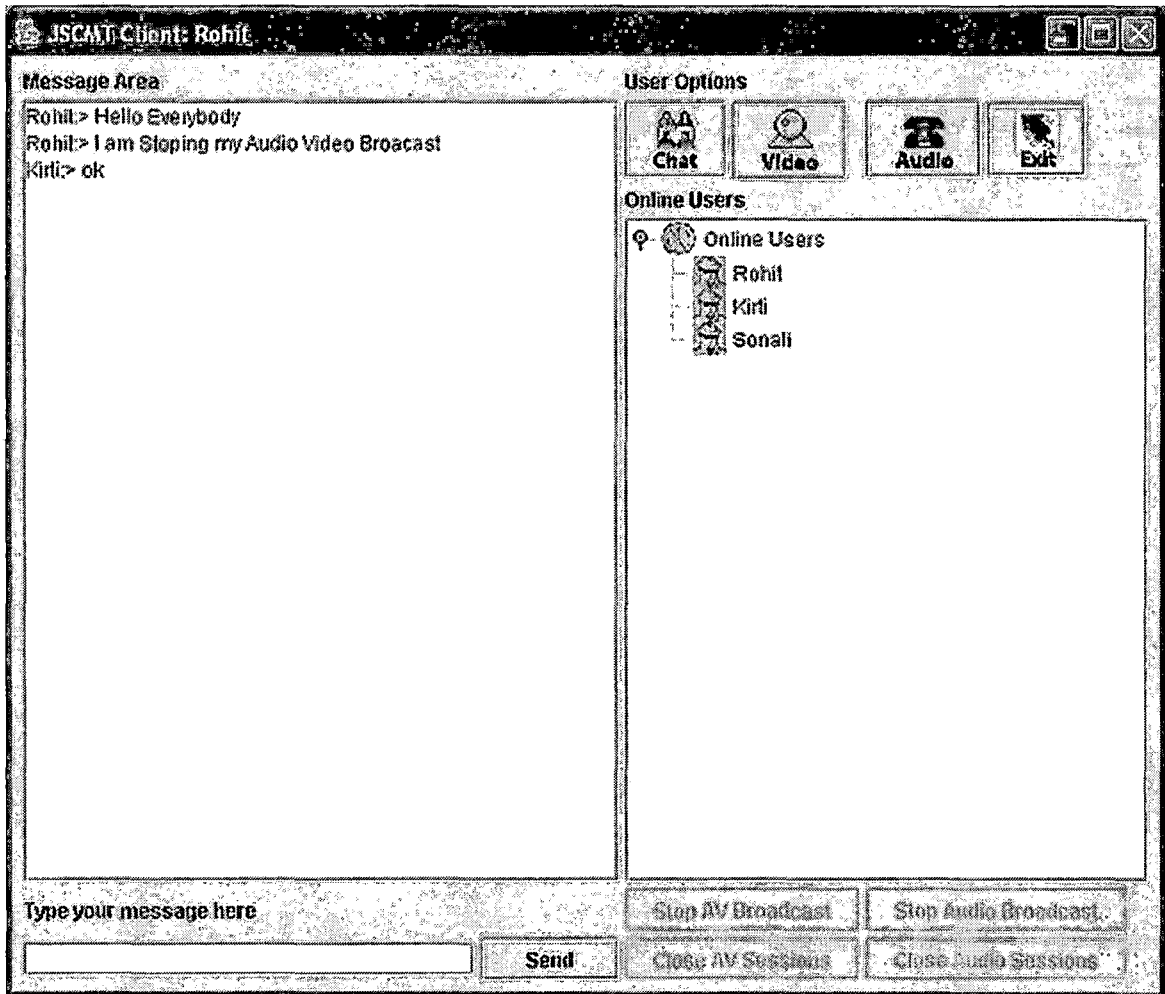 JSCMT Client: Rohit
Message Area
Rohit:> Hello Everybody
Rohit:> I am Stoping my Audio Video Broacast
Kirti:> ok
Type your message here
Send
User Options
Chat Video Audio Exit
Online Users
Online Users
Rohit
Kirti
Sonali
Stop AV Broadcast Stop Audio Broadcast
Close AV Sessions Close Audio Sessions